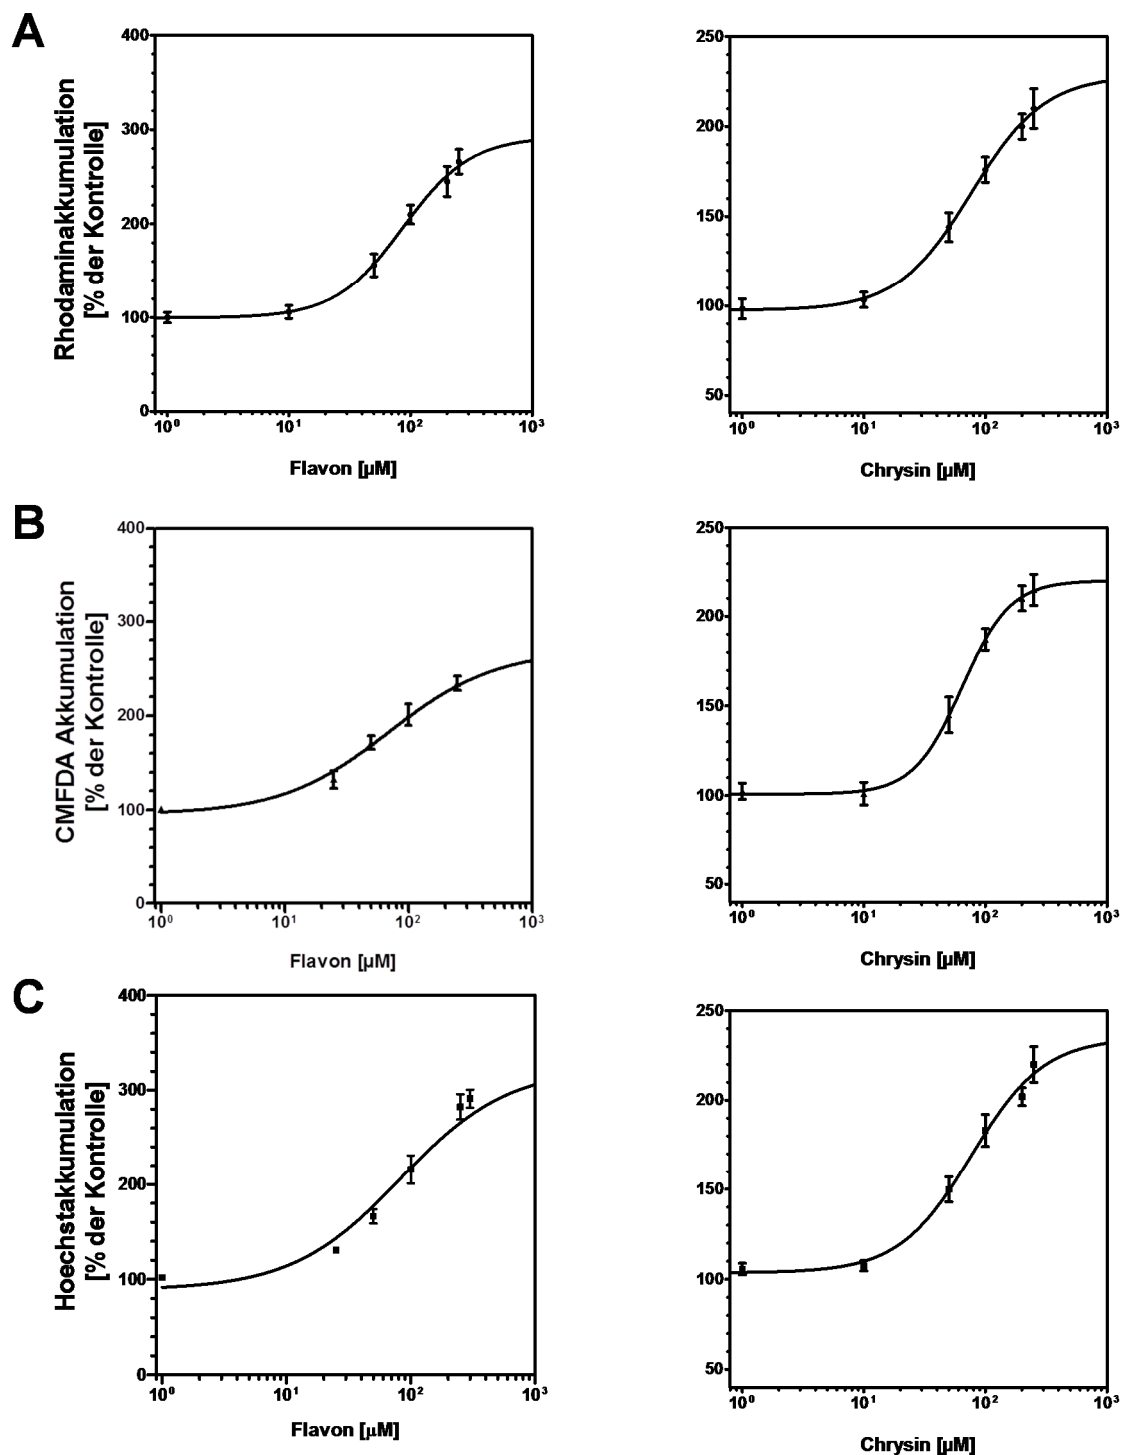 A
Rhodaminakkumulation
[% der Kontrolle]
400
300
200
100
0
10⁰ 10¹ 10² 10³
Flavon [µM]
250
200
150
100
50
10⁰ 10¹ 10² 10³
Chrysin [µM]
B
CMFDA Akkumulation
[% der Kontrolle]
400
300
200
100
0
10⁰ 10¹ 10² 10³
Flavon [µM]
250
200
150
100
50
10⁰ 10¹ 10² 10³
Chrysin [µM]
C
Hoechstakkumulation
[% der Kontrolle]
400
300
200
100
0
10⁰ 10¹ 10² 10³
Flavon [µM]
250
200
150
100
50
10⁰ 10¹ 10² 10³
Chrysin [µM]